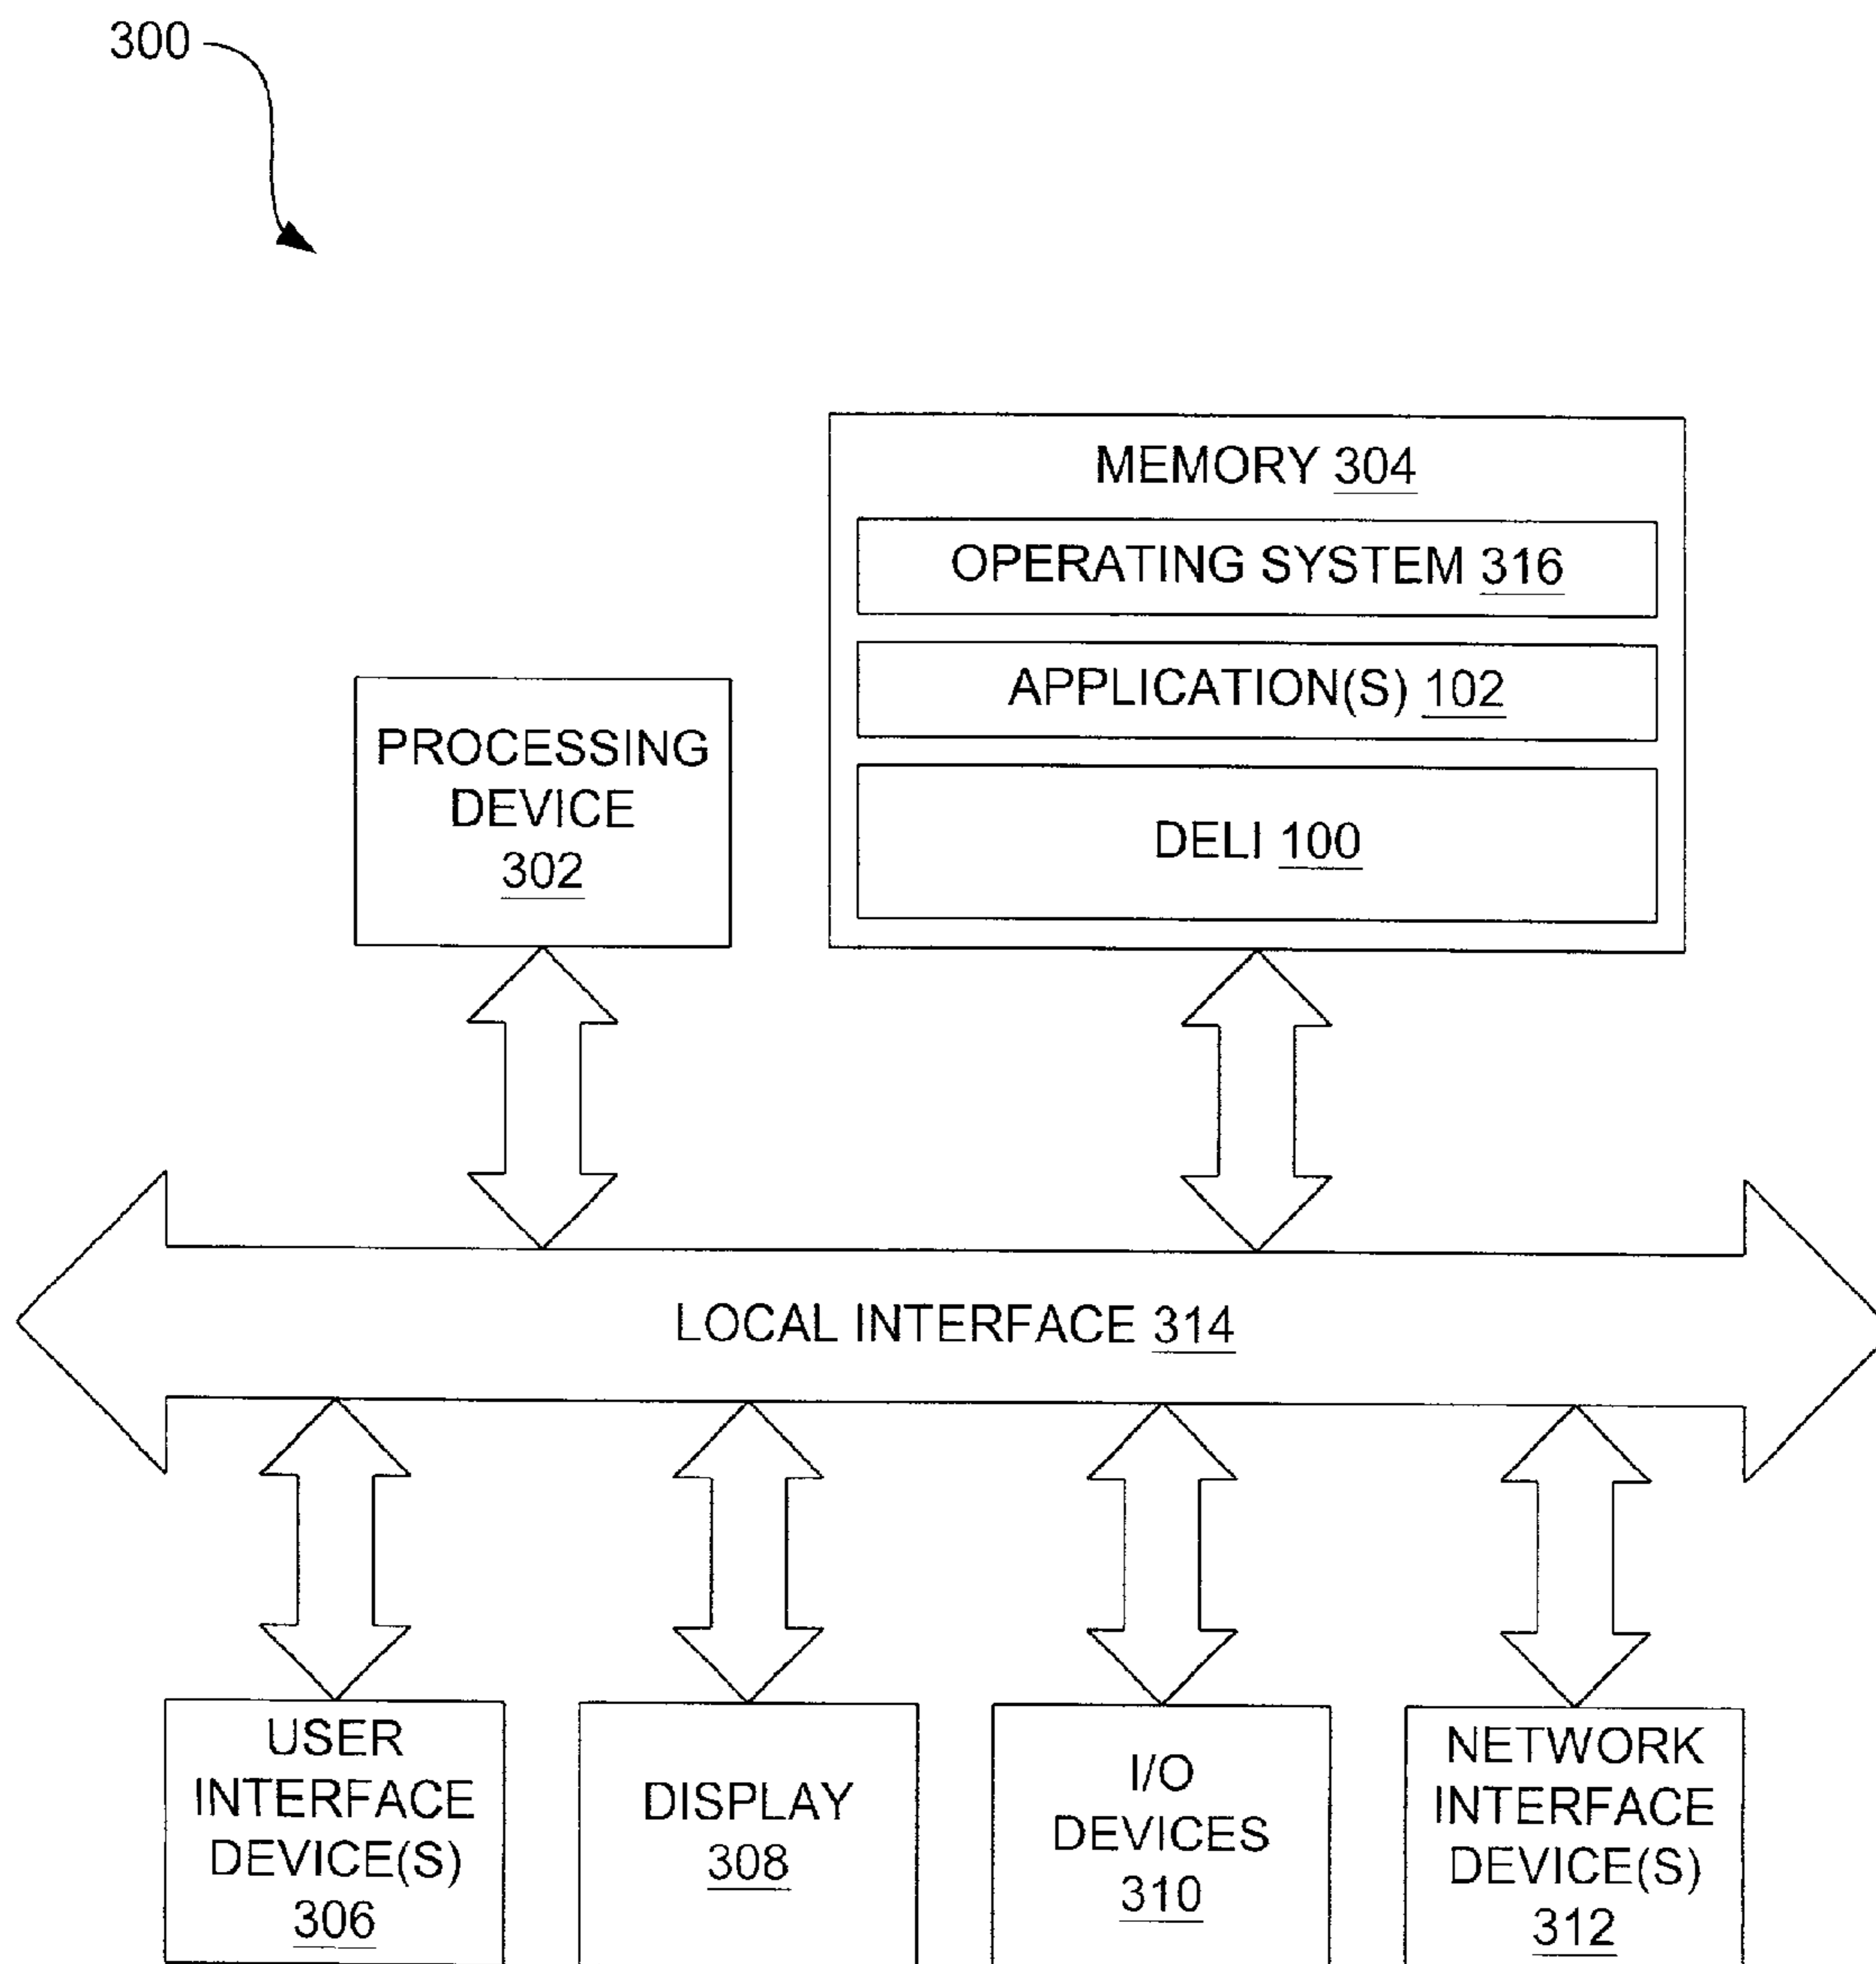 300
MEMORY 304
OPERATING SYSTEM 316
APPLICATION(S) 102
DELI 100
PROCESSING
DEVICE
302
LOCAL INTERFACE 314
USER
INTERFACE
DEVICE(S)
306
DISPLAY
308
I/O
DEVICES
310
NETWORK
INTERFACE
DEVICE(S)
312